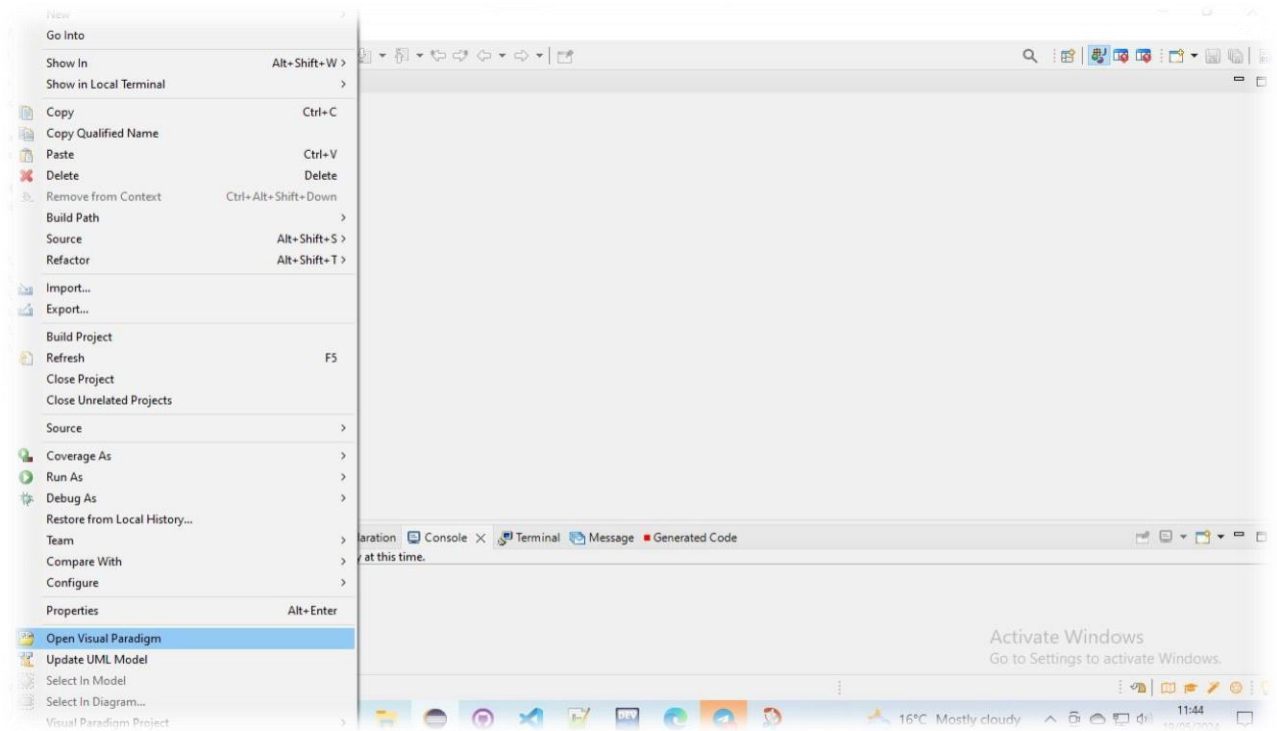 New >
Go Into
Show In Alt+Shift+W >
Show in Local Terminal >
Copy Ctrl+C
Copy Qualified Name
Paste Ctrl+V
Delete Delete
Remove from Context Ctrl+Alt+Shift+Down
Build Path >
Source Alt+Shift+S >
Refactor Alt+Shift+T >
Import...
Export...
Build Project
Refresh F5
Close Project
Close Unrelated Projects
Source >
Coverage As >
Run As >
Debug As >
Restore from Local History...
Team >
Compare With >
Configure >
Properties Alt+Enter
Open Visual Paradigm
Update UML Model
Select In Model
Select In Diagram...
Visual Paradigm Project >
laration Console Terminal Message Generated Code
y at this time.
Activate Windows
Go to Settings to activate Windows.
DEV
16°C Mostly cloudy
11:44
19/05/2024